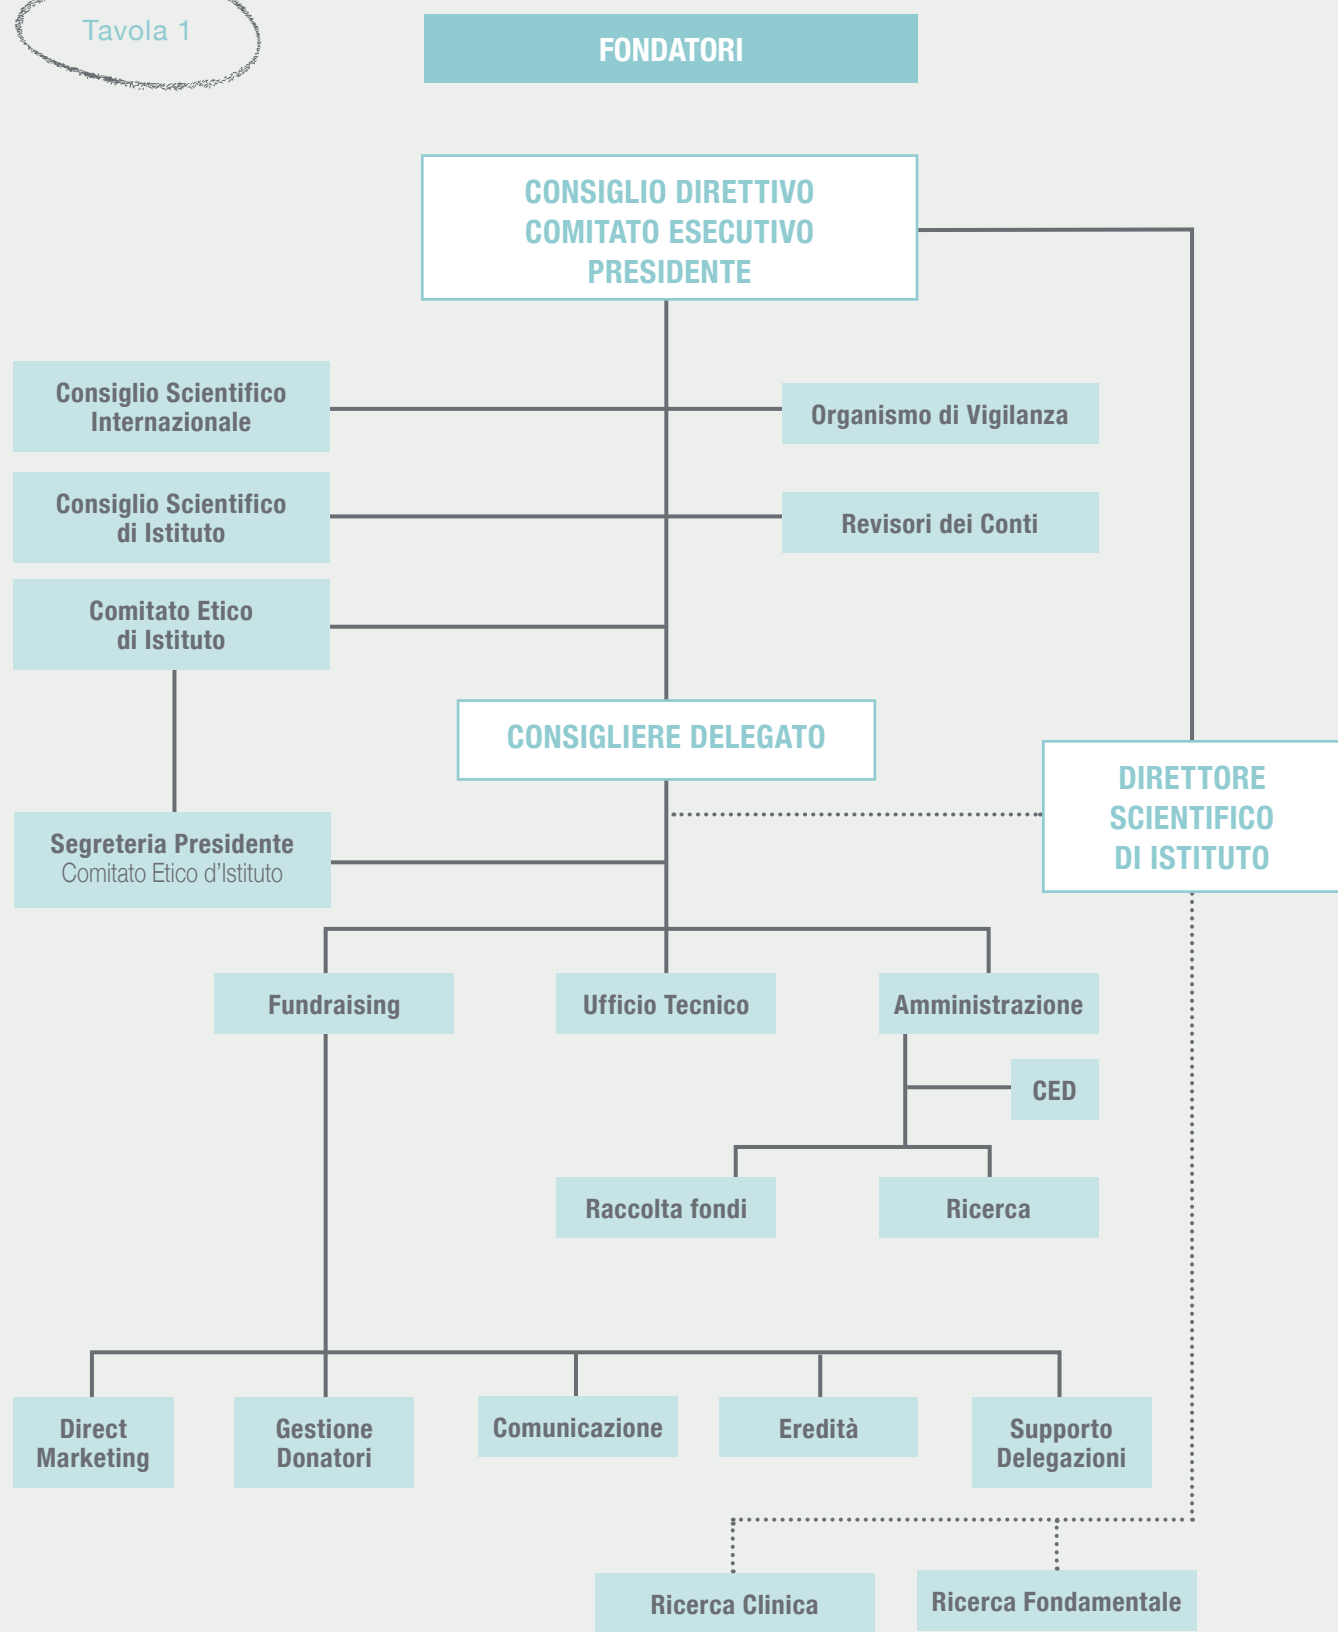 Tavola 1
FONDATORI
CONSIGLIO DIRETTIVO
COMITATO ESECUTIVO
PRESIDENTE
Consiglio Scientifico
Internazionale
Organismo di Vigilanza
Consiglio Scientifico
di Istituto
Revisori dei Conti
Comitato Etico
di Istituto
CONSIGLIERE DELEGATO
DIRETTORE
SCIENTIFICO
DI ISTITUTO
Segreteria Presidente
Comitato Etico d'Istituto
Fundraising
Ufficio Tecnico
Amministrazione
CED
Raccolta fondi
Ricerca
Direct
Marketing
Gestione
Donatori
Comunicazione
Eredità
Supporto
Delegazioni
Ricerca Clinica
Ricerca Fondamentale